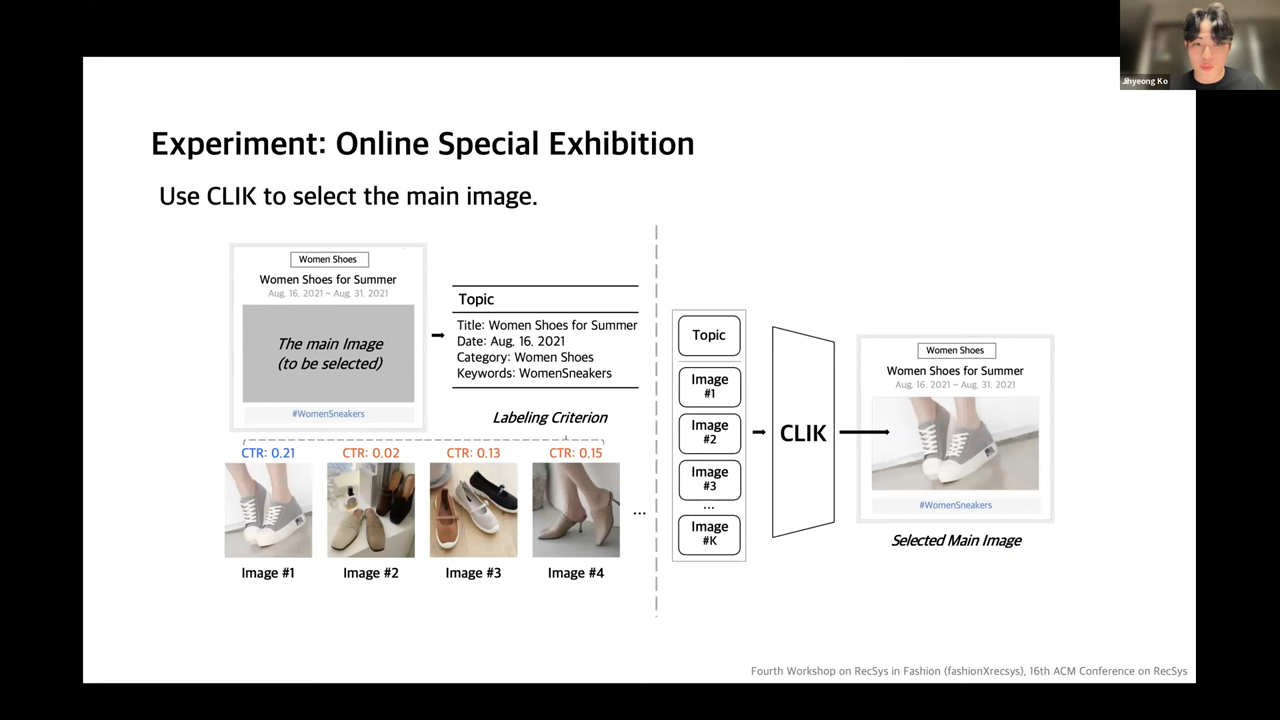 Jihyeong Ko
Experiment: Online Special Exhibition
Use CLIK to select the main image.
Women Shoes
Women Shoes for Summer
Aug. 16. 2021 ~ Aug. 31. 2021
The main Image
(to be selected)
#WomenSneakers
Topic
Title: Women Shoes for Summer
Date: Aug. 16. 2021
Category: Women Shoes
Keywords: WomenSneakers
Labeling Criterion
CTR: 0.21
CTR: 0.02
CTR: 0.13
CTR: 0.15
...
Image #1
Image #2
Image #3
Image #4
Topic
Image
#1
Image
#2
Image
#3
...
Image
#K
CLIK
Women Shoes
Women Shoes for Summer
Aug. 16. 2021 ~ Aug. 31. 2021
#WomenSneakers
Selected Main Image
Fourth Workshop on RecSys in Fashion (fashionXrecsys), 16th ACM Conference on RecSys